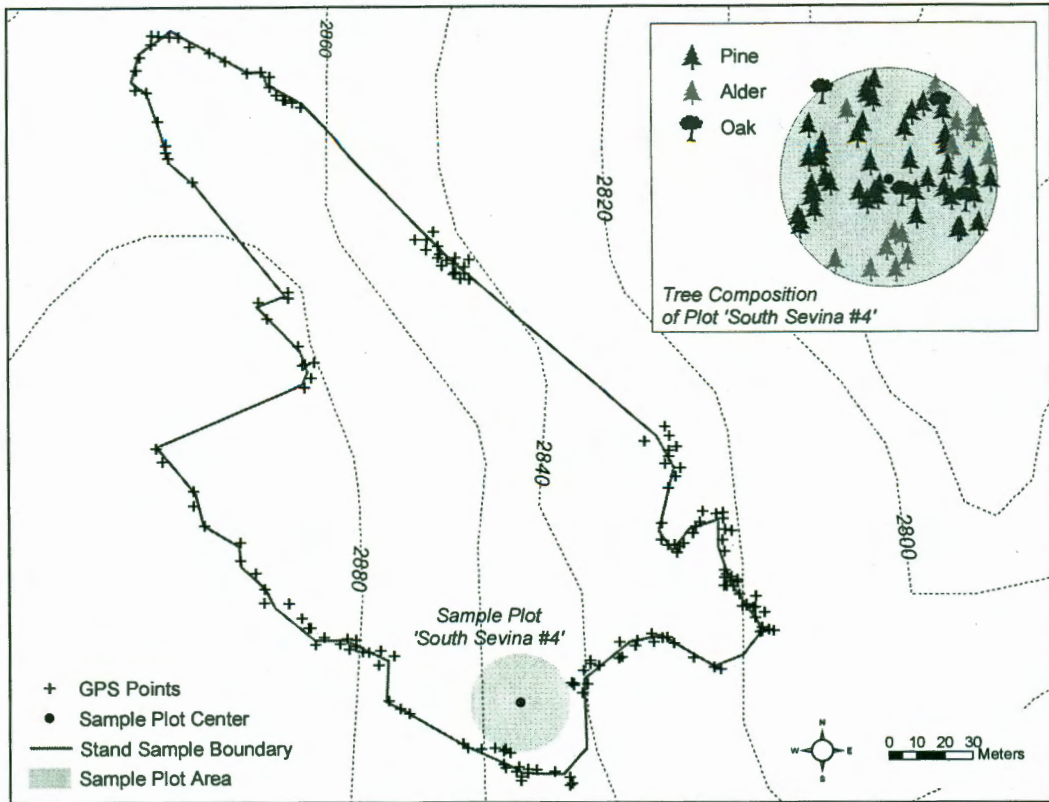 2860
2820
Pine
Alder
Oak
Tree Composition
of Plot 'South Sevina #4'
2840
2800
2880
Sample Plot
'South Sevina #4'
GPS Points
Sample Plot Center
Stand Sample Boundary
Sample Plot Area
N
W E
S
0 5 10 20 30
Meters